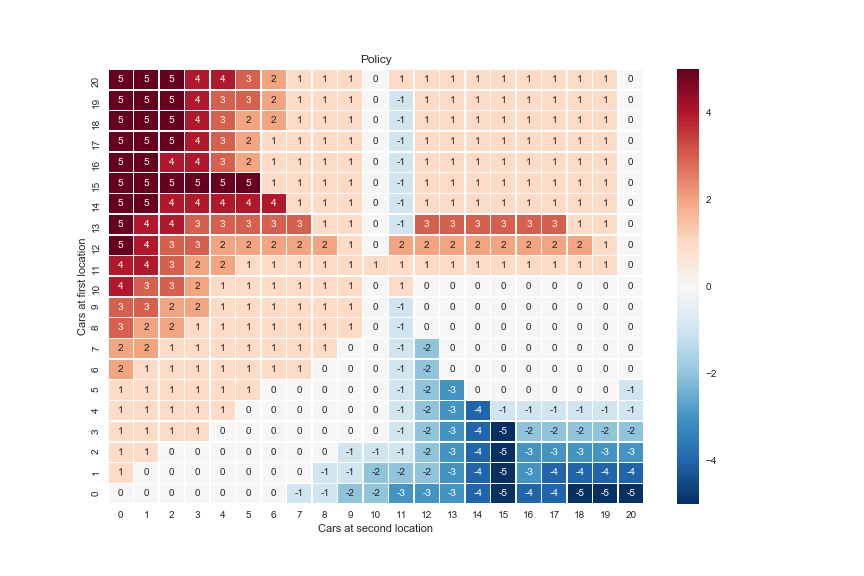 Policy
Cars at first location
20 5 5 5 4 4 3 2 1 1 1 0 1 1 1 1 1 1 1 1 1 0
19 5 5 5 4 3 3 2 1 1 1 0 -1 1 1 1 1 1 1 1 1 0
18 5 5 5 4 3 2 2 1 1 1 0 -1 1 1 1 1 1 1 1 1 0
17 5 5 5 4 3 2 1 1 1 1 0 -1 1 1 1 1 1 1 1 1 0
16 5 5 4 4 3 2 1 1 1 1 0 -1 1 1 1 1 1 1 1 1 0
15 5 5 5 5 5 5 1 1 1 1 0 -1 1 1 1 1 1 1 1 1 0
14 5 5 4 4 4 4 4 1 1 1 0 -1 1 1 1 1 1 1 1 1 0
13 5 4 4 3 3 3 3 3 1 1 0 -1 3 3 3 3 3 3 1 1 0
12 5 4 3 3 2 2 2 2 2 1 0 2 2 2 2 2 2 2 2 1 0
11 4 4 3 2 2 1 1 1 1 1 1 1 1 1 1 1 1 1 1 1 0
10 4 3 3 2 1 1 1 1 1 1 0 1 0 0 0 0 0 0 0 0 0
9 3 3 2 2 1 1 1 1 1 1 0 -1 0 0 0 0 0 0 0 0 0
8 3 2 2 1 1 1 1 1 1 1 0 -1 0 0 0 0 0 0 0 0 0
7 2 2 1 1 1 1 1 1 1 0 0 -1 -2 0 0 0 0 0 0 0 0
6 2 1 1 1 1 1 1 1 0 0 0 -1 -2 0 0 0 0 0 0 0 0
5 1 1 1 1 1 1 0 0 0 0 0 -1 -2 -3 0 0 0 0 0 0 -1
4 1 1 1 1 1 0 0 0 0 0 0 -1 -2 -3 -4 -1 -1 -1 -1 -1 -1
3 1 1 1 1 0 0 0 0 0 0 0 -1 -2 -3 -4 -5 -2 -2 -2 -2 -2
2 1 1 0 0 0 0 0 0 0 -1 -1 -1 -2 -3 -4 -5 -3 -3 -3 -3 -3
1 1 0 0 0 0 0 0 0 -1 -1 -2 -2 -2 -3 -4 -5 -3 -4 -4 -4 -4
0 0 0 0 0 0 0 0 -1 -1 -2 -2 -3 -3 -3 -4 -5 -4 -4 -5 -5 -5
0 1 2 3 4 5 6 7 8 9 10 11 12 13 14 15 16 17 18 19 20
Cars at second location
4
2
0
−2
−4